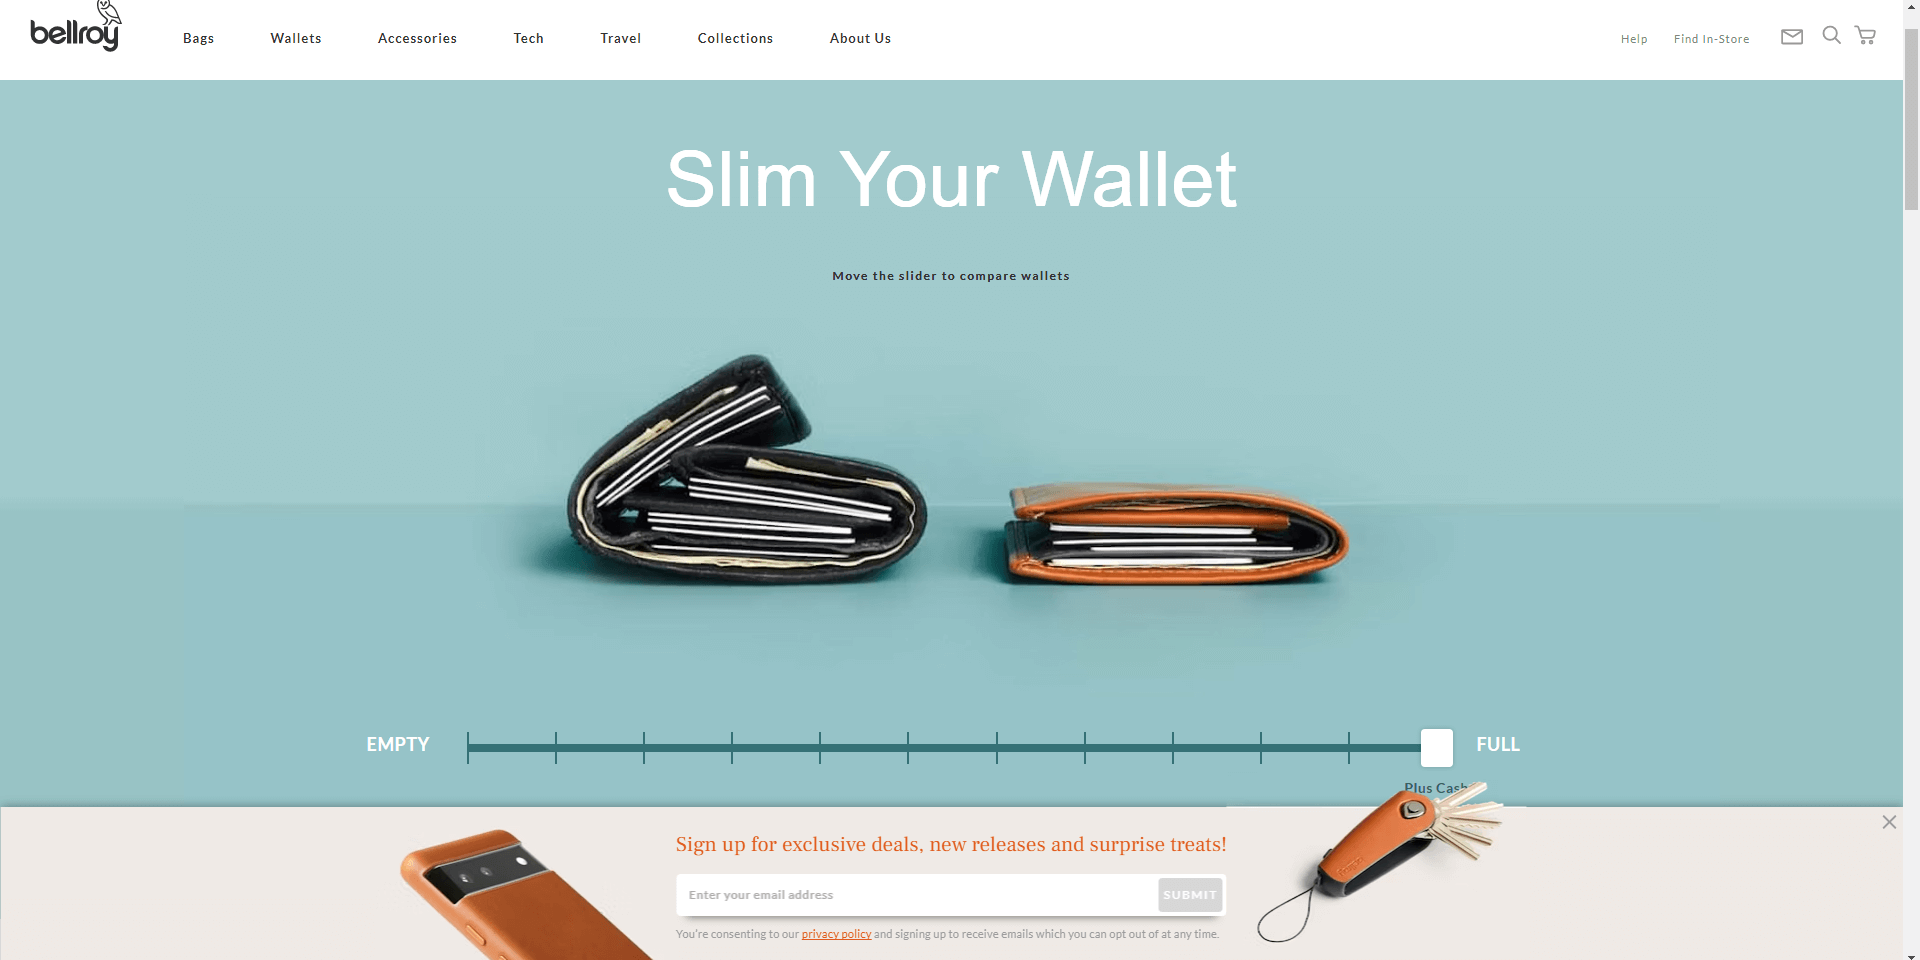 bellroy
Bags
Wallets
Accessories
Tech
Travel
Collections
About Us
Help
Find In-Store
Slim Your Wallet
Move the slider to compare wallets
EMPTY
FULL
Plus Cash
Sign up for exclusive deals, new releases and surprise treats!
Enter your email address
SUBMIT
You're consenting to our privacy policy and signing up to receive emails which you can opt out of at any time.